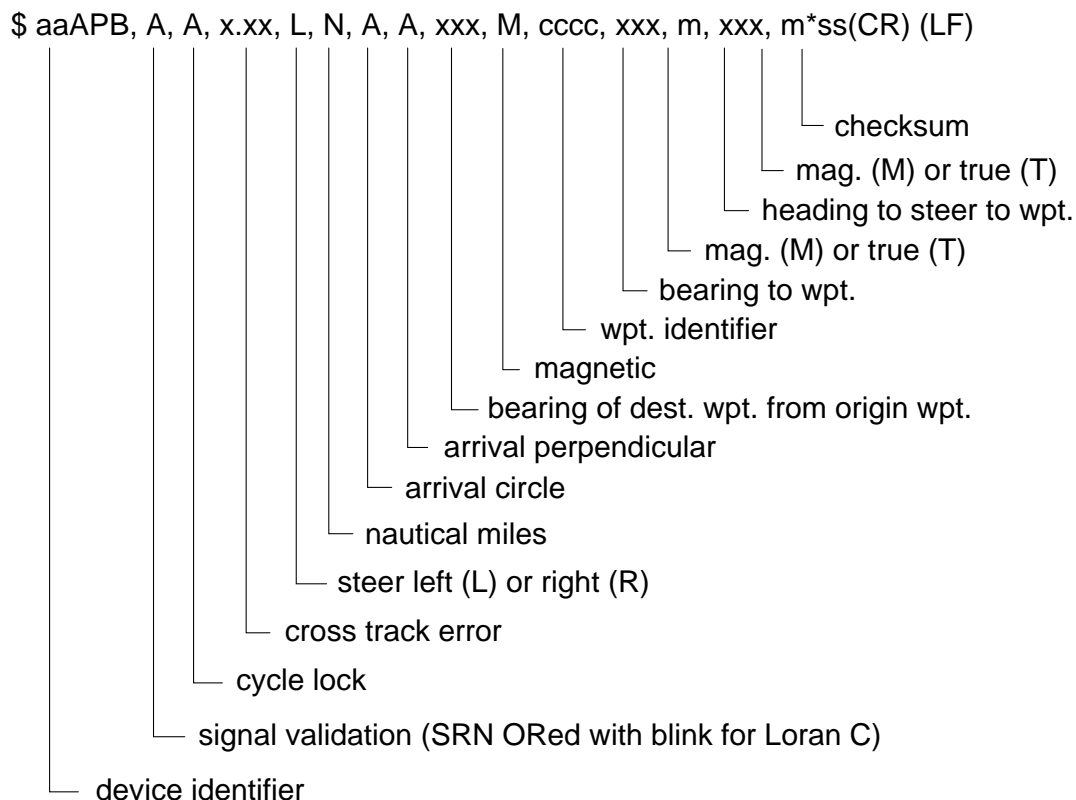 $ aaAPB, A, A, x.xx, L, N, A, A, xxx, M, cccc, xxx, m, xxx, m*ss(CR) (LF)
checksum
mag. (M) or true (T)
heading to steer to wpt.
mag. (M) or true (T)
bearing to wpt.
wpt. identifier
magnetic
bearing of dest. wpt. from origin wpt.
arrival perpendicular
arrival circle
nautical miles
steer left (L) or right (R)
cross track error
cycle lock
signal validation (SRN ORed with blink for Loran C)
device identifier